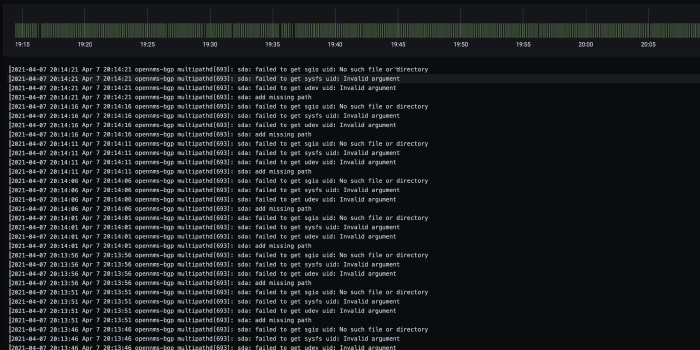 19:15 19:20 19:25 19:30 19:35 19:40 19:45 19:50 19:55 20:00 20:05
2021-04-07 20:14:21 Apr 7 20:14:21 opennms-bgp multipathd[693]: sda: failed to get sgio uid: No such file or directory
2021-04-07 20:14:21 Apr 7 20:14:21 opennms-bgp multipathd[693]: sda: failed to get sysfs uid: Invalid argument
2021-04-07 20:14:21 Apr 7 20:14:21 opennms-bgp multipathd[693]: sda: failed to get udev uid: Invalid argument
2021-04-07 20:14:21 Apr 7 20:14:21 opennms-bgp multipathd[693]: sda: add missing path
2021-04-07 20:14:16 Apr 7 20:14:16 opennms-bgp multipathd[693]: sda: failed to get sgio uid: No such file or directory
2021-04-07 20:14:16 Apr 7 20:14:16 opennms-bgp multipathd[693]: sda: failed to get sysfs uid: Invalid argument
2021-04-07 20:14:16 Apr 7 20:14:16 opennms-bgp multipathd[693]: sda: failed to get udev uid: Invalid argument
2021-04-07 20:14:16 Apr 7 20:14:16 opennms-bgp multipathd[693]: sda: add missing path
2021-04-07 20:14:11 Apr 7 20:14:11 opennms-bgp multipathd[693]: sda: failed to get sgio uid: No such file or directory
2021-04-07 20:14:11 Apr 7 20:14:11 opennms-bgp multipathd[693]: sda: failed to get sysfs uid: Invalid argument
2021-04-07 20:14:11 Apr 7 20:14:11 opennms-bgp multipathd[693]: sda: failed to get udev uid: Invalid argument
2021-04-07 20:14:11 Apr 7 20:14:11 opennms-bgp multipathd[693]: sda: add missing path
2021-04-07 20:14:06 Apr 7 20:14:06 opennms-bgp multipathd[693]: sda: failed to get sgio uid: No such file or directory
2021-04-07 20:14:06 Apr 7 20:14:06 opennms-bgp multipathd[693]: sda: failed to get sysfs uid: Invalid argument
2021-04-07 20:14:06 Apr 7 20:14:06 opennms-bgp multipathd[693]: sda: failed to get udev uid: Invalid argument
2021-04-07 20:14:06 Apr 7 20:14:06 opennms-bgp multipathd[693]: sda: add missing path
2021-04-07 20:14:01 Apr 7 20:14:01 opennms-bgp multipathd[693]: sda: failed to get sgio uid: No such file or directory
2021-04-07 20:14:01 Apr 7 20:14:01 opennms-bgp multipathd[693]: sda: failed to get sysfs uid: Invalid argument
2021-04-07 20:14:01 Apr 7 20:14:01 opennms-bgp multipathd[693]: sda: failed to get udev uid: Invalid argument
2021-04-07 20:14:01 Apr 7 20:14:01 opennms-bgp multipathd[693]: sda: add missing path
2021-04-07 20:13:56 Apr 7 20:13:56 opennms-bgp multipathd[693]: sda: failed to get sgio uid: No such file or directory
2021-04-07 20:13:56 Apr 7 20:13:56 opennms-bgp multipathd[693]: sda: failed to get sysfs uid: Invalid argument
2021-04-07 20:13:56 Apr 7 20:13:56 opennms-bgp multipathd[693]: sda: failed to get udev uid: Invalid argument
2021-04-07 20:13:56 Apr 7 20:13:56 opennms-bgp multipathd[693]: sda: add missing path
2021-04-07 20:13:51 Apr 7 20:13:51 opennms-bgp multipathd[693]: sda: failed to get sgio uid: No such file or directory
2021-04-07 20:13:51 Apr 7 20:13:51 opennms-bgp multipathd[693]: sda: failed to get sysfs uid: Invalid argument
2021-04-07 20:13:51 Apr 7 20:13:51 opennms-bgp multipathd[693]: sda: failed to get udev uid: Invalid argument
2021-04-07 20:13:51 Apr 7 20:13:51 opennms-bgp multipathd[693]: sda: add missing path
2021-04-07 20:13:46 Apr 7 20:13:46 opennms-bgp multipathd[693]: sda: failed to get sgio uid: No such file or directory
2021-04-07 20:13:46 Apr 7 20:13:46 opennms-bgp multipathd[693]: sda: failed to get sysfs uid: Invalid argument
2021-04-07 20:13:46 Apr 7 20:13:46 opennms-bgp multipathd[693]: sda: failed to get udev uid: Invalid argument